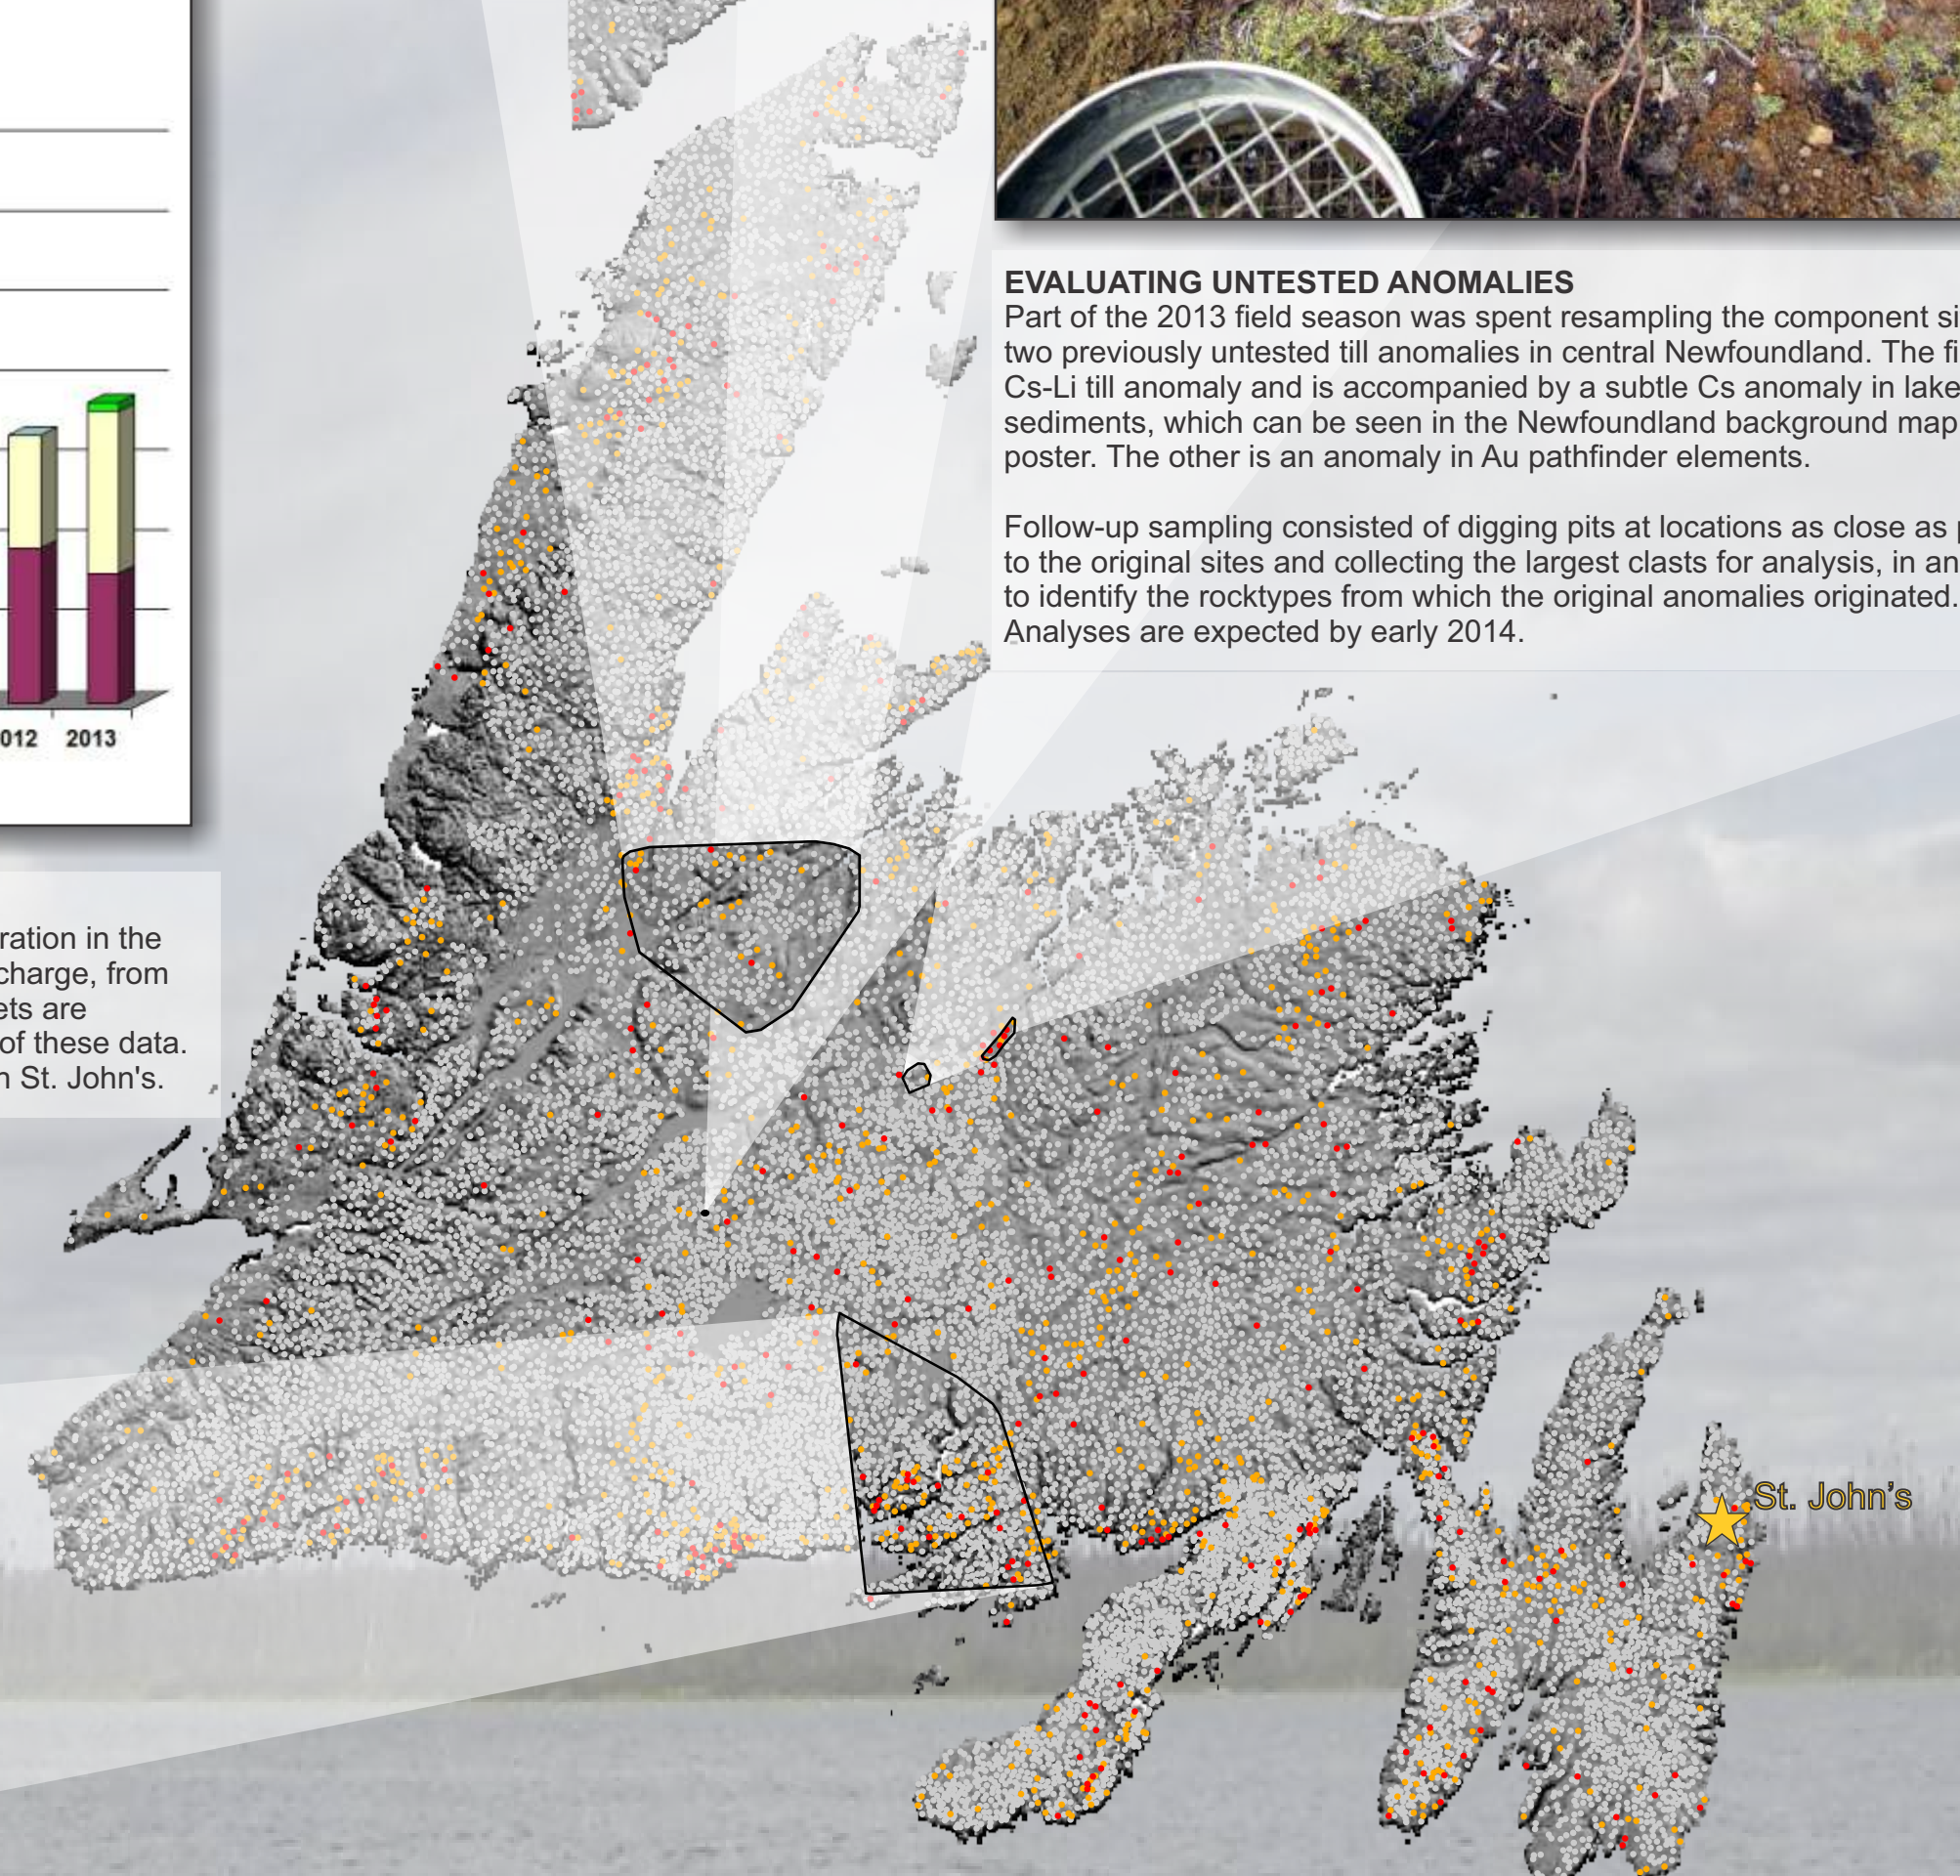 EVALUATING UNTESTED ANOMALIES
Part of the 2013 field season was spent resampling the component
two previously untested till anomalies in central Newfoundland. The
Cs-Li till anomaly and is accompanied by a subtle Cs anomaly in lake
sediments, which can be seen in the Newfoundland background map
poster. The other is an anomaly in Au pathfinder elements.
Follow-up sampling consisted of digging pits at locations as close as
to the original sites and collecting the largest clasts for analysis, in an
to identify the rocktypes from which the original anomalies originated.
Analyses are expected by early 2014.
012 2013
ration in the
charge, from
ets are
of these data.
n St. John's.
St. John's